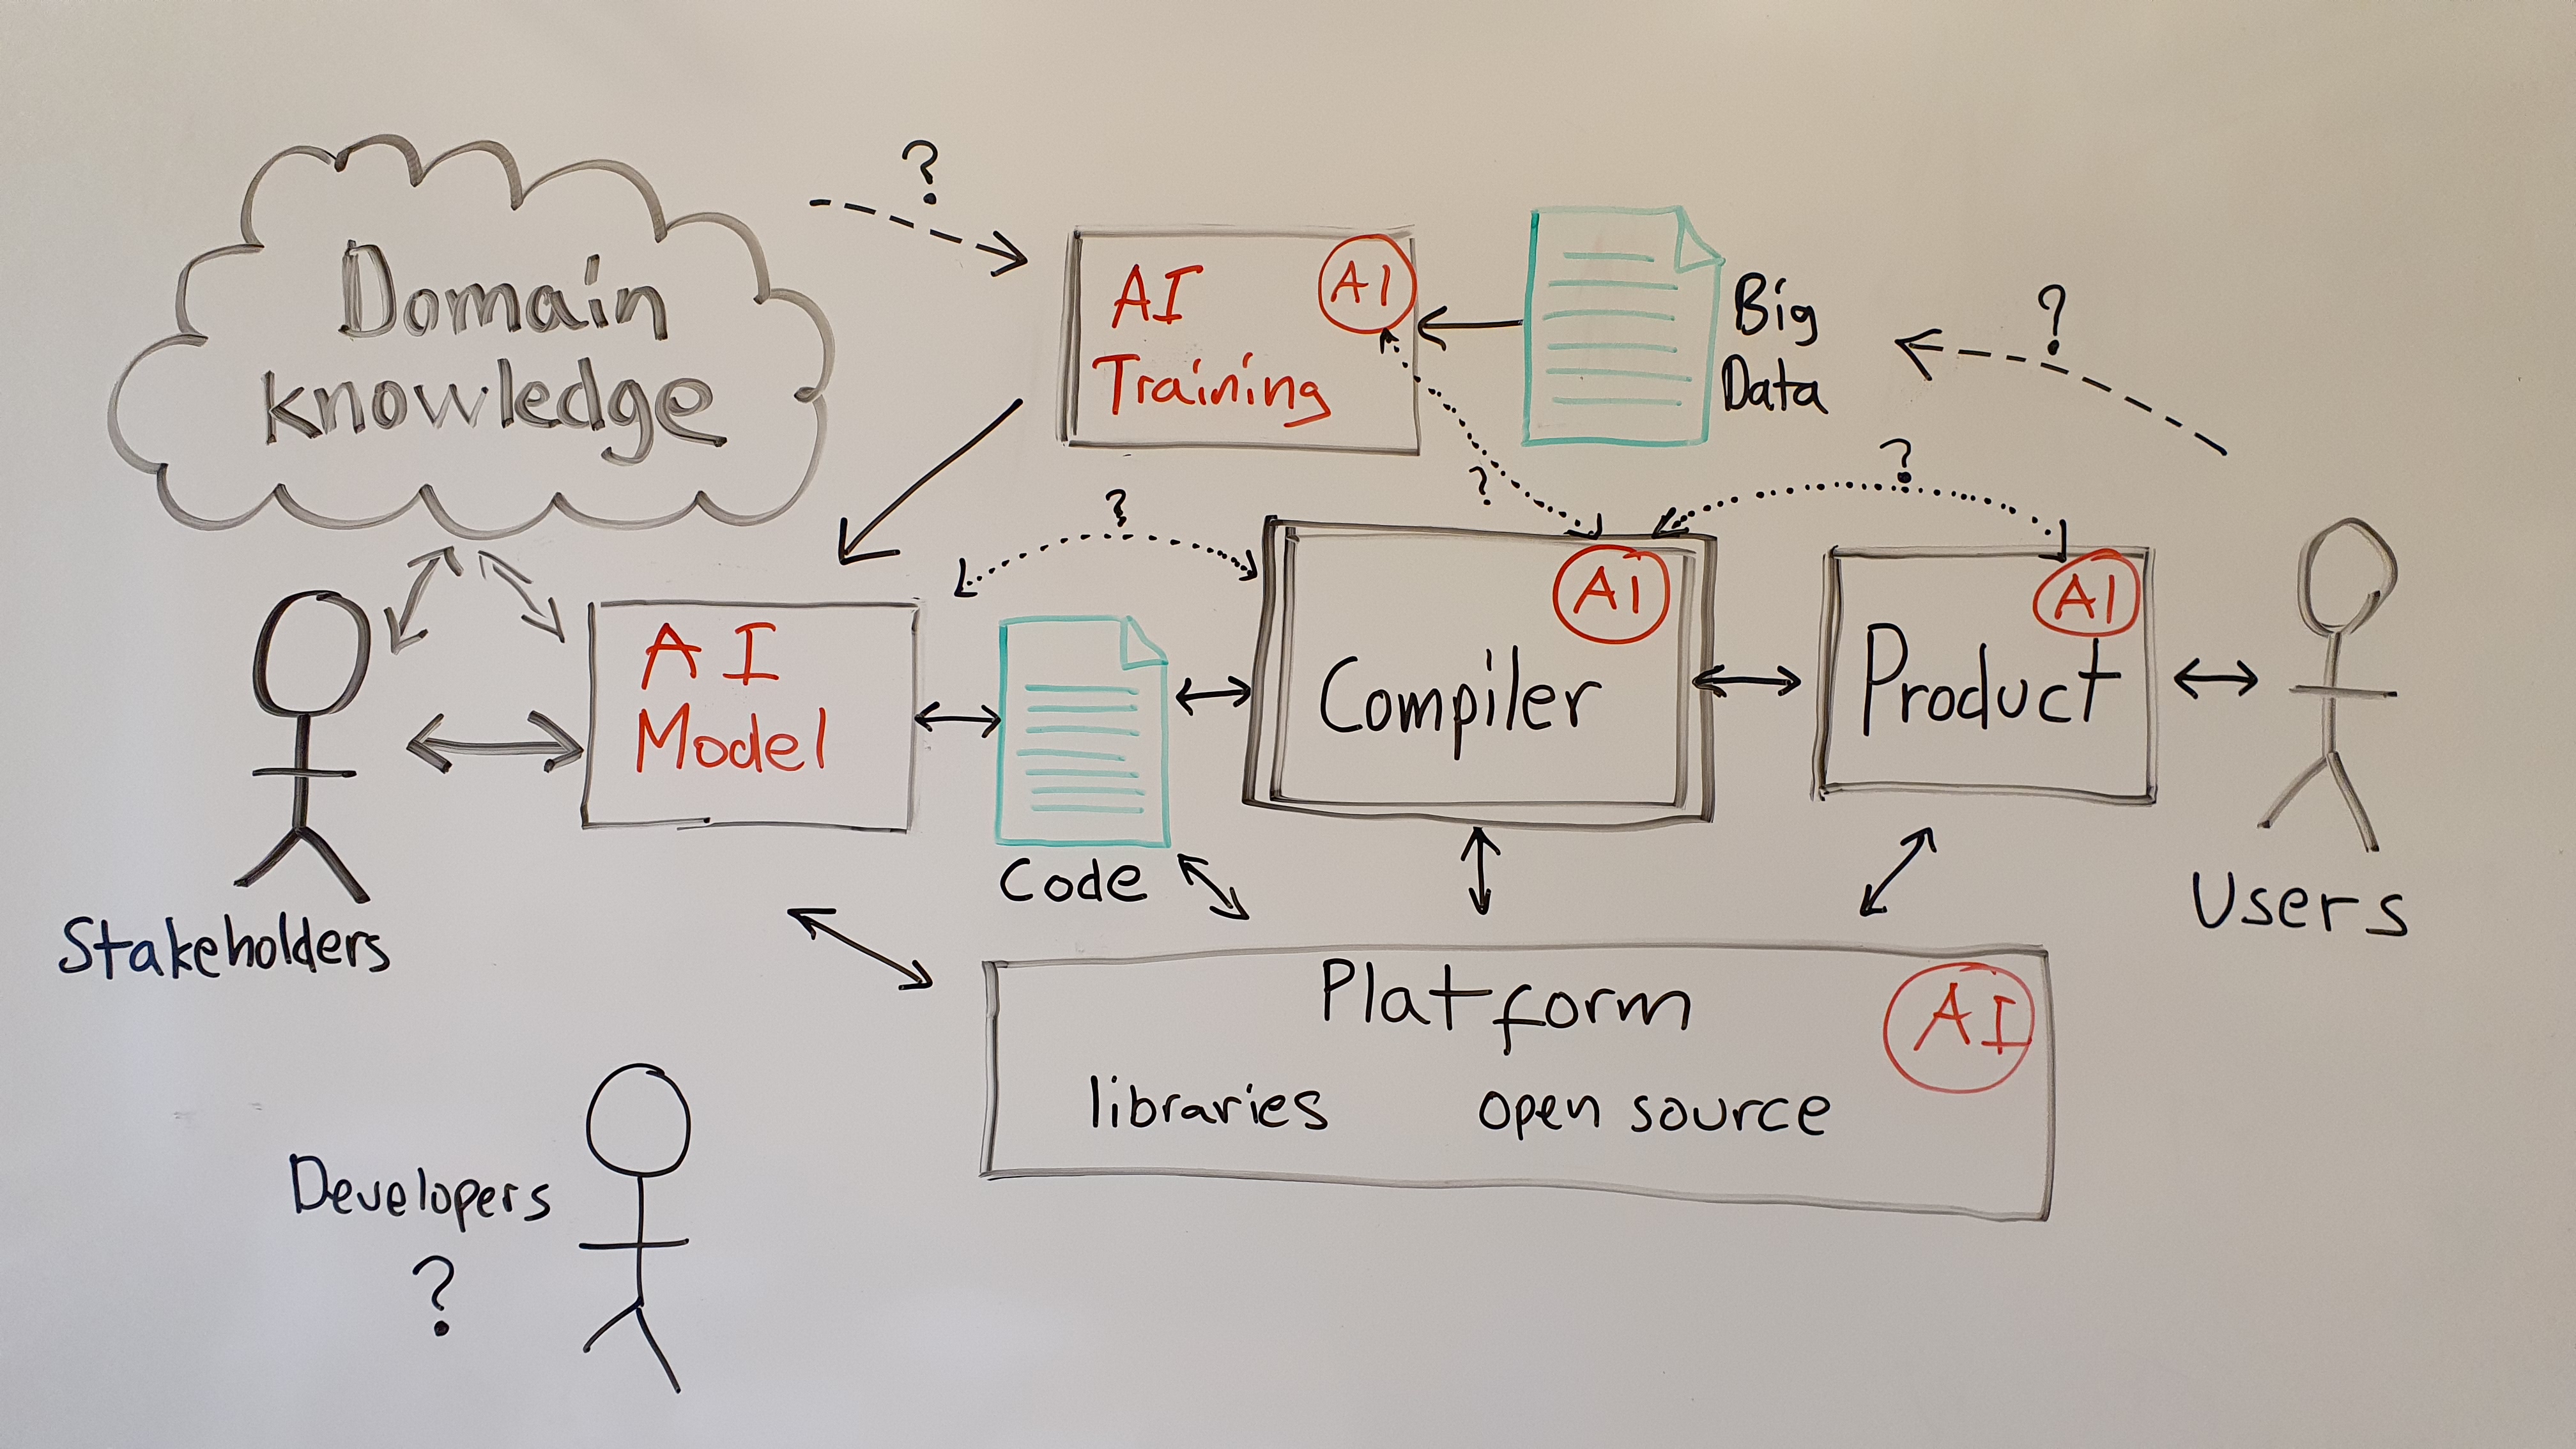 ?
Domain
knowledge
AI
Training
AI
Big
Data
?
?
?
?
AI
Model
Code
AI
Compiler
AI
Product
Stakeholders
Users
Platform
AI
libraries open source
Developers
?